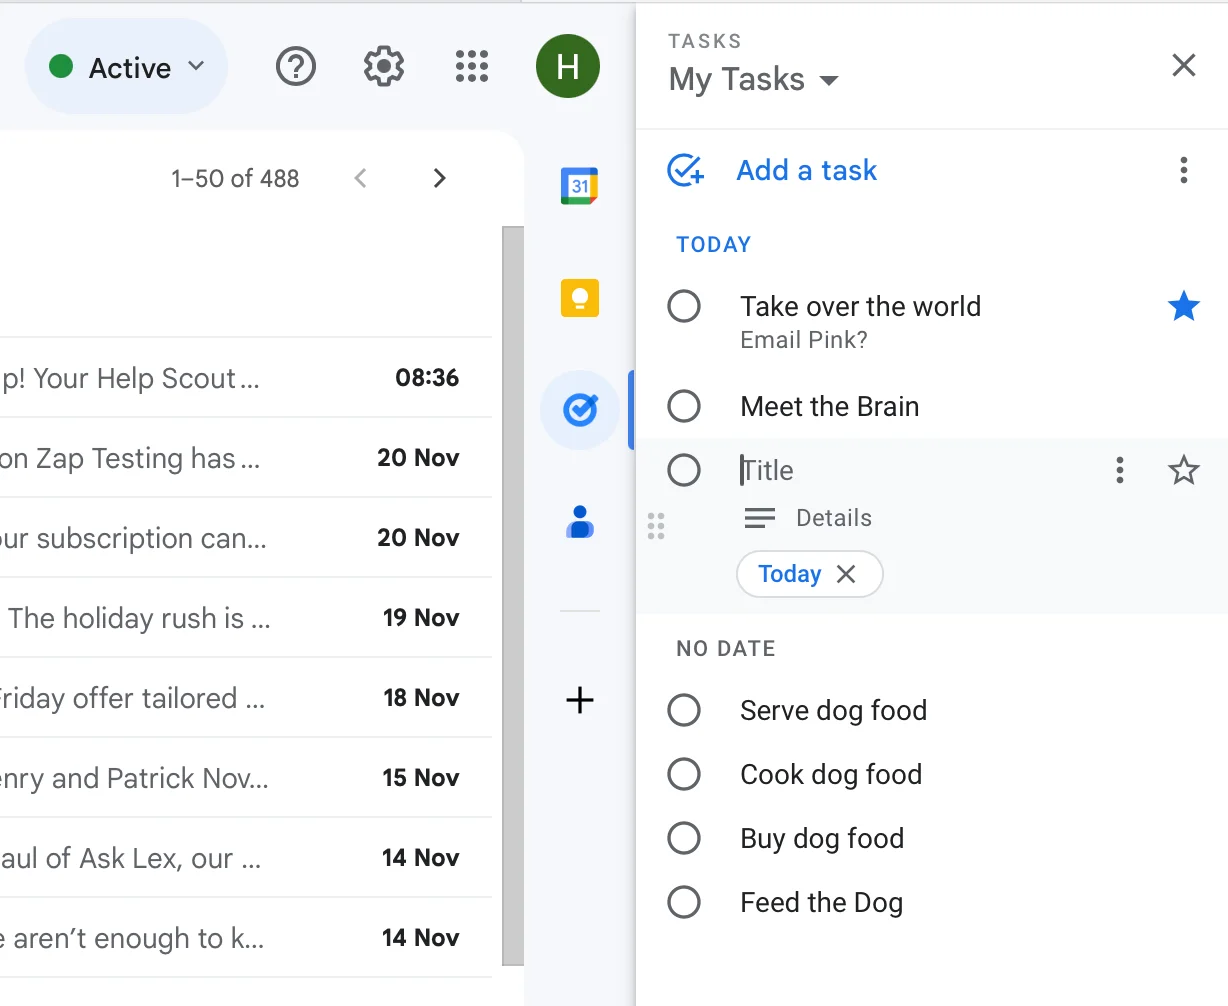 Active
H
1–50 of 488
p! Your Help Scout ... 08:36
on Zap Testing has ... 20 Nov
our subscription can... 20 Nov
The holiday rush is ... 19 Nov
Friday offer tailored ... 18 Nov
enry and Patrick Nov... 15 Nov
aul of Ask Lex, our ... 14 Nov
e aren’t enough to k... 14 Nov
31
TASKS
My Tasks
Add a task
TODAY
Take over the world
Email Pink?
Meet the Brain
Title
Details
Today
NO DATE
Serve dog food
Cook dog food
Buy dog food
Feed the Dog